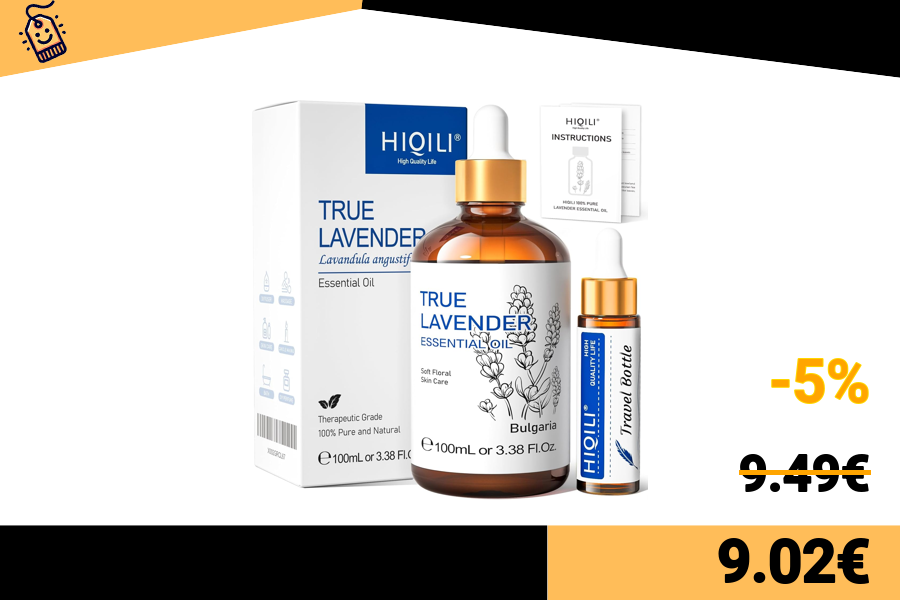 HIQILI®
High Quality Life
TRUE
LAVENDER
Lavandula angustif
Essential Oil
Therapeutic Grade
100% Pure and Natural
℮100mL or 3.38 Fl.O
TRUE
LAVENDER
ESSENTIAL OIL
Soft Floral
Skin Care
Bulgaria
℮100mL or 3.38 Fl.Oz.
HIQILI®
INSTRUCTIONS
HIQILI 100% PURE
LAVENDER ESSENTIAL OIL
HIQILI®
HIGH
QUALITY LIFE
Travel Bottle
-5%
9.49€
9.02€